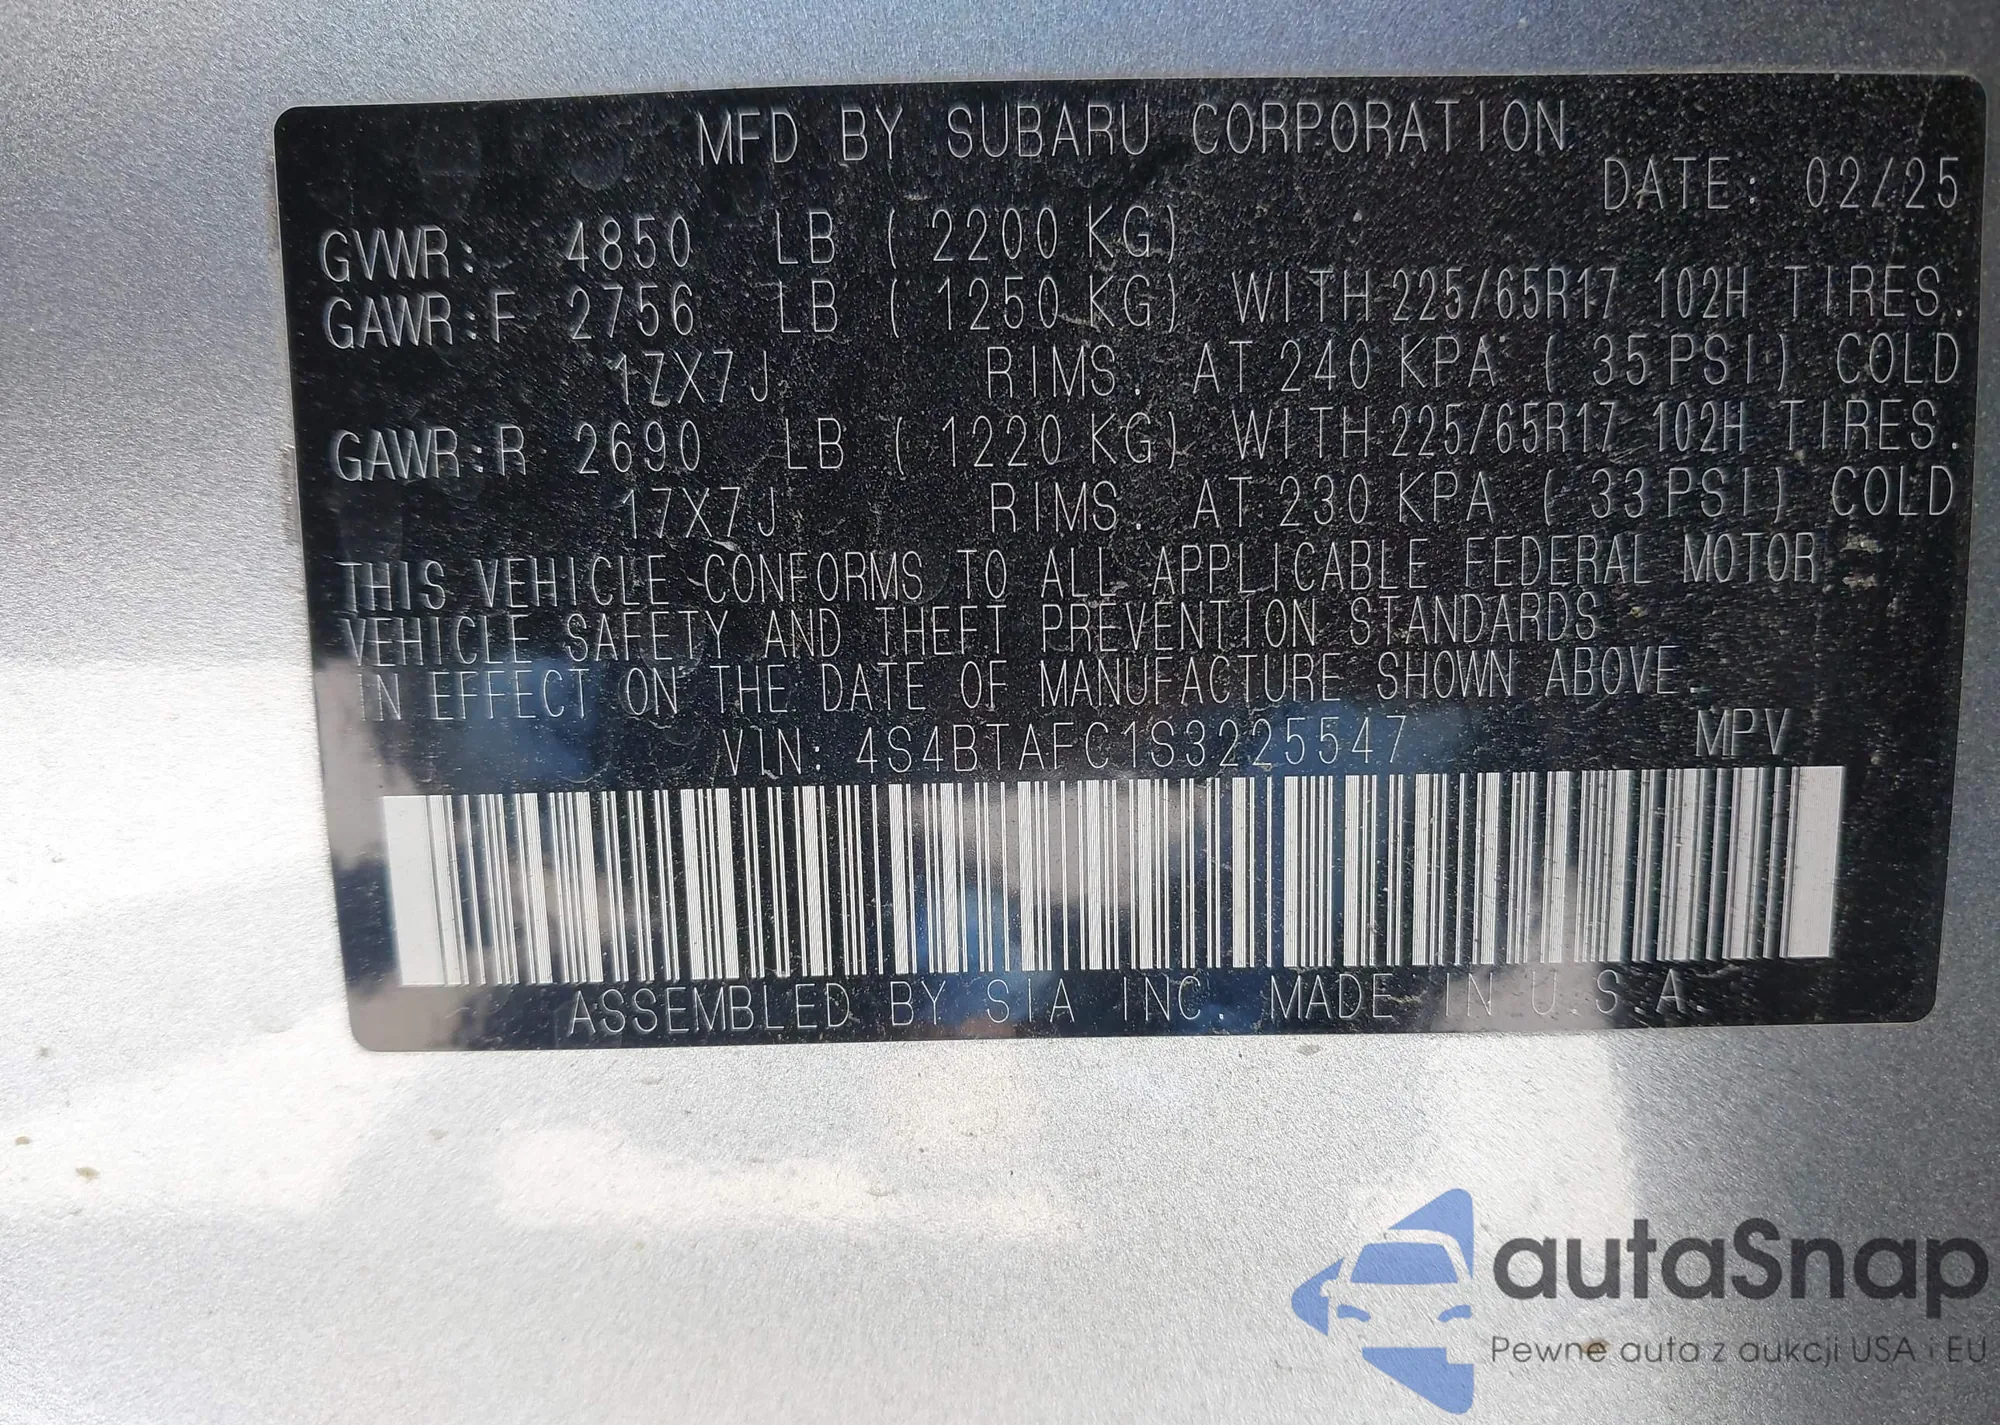 MFD BY SUBARU CORPORATION
DATE: 02/25
GVWR: 4850 LB ( 2200 KG)
GAWR:F 2756 LB ( 1250 KG) WITH 225/65R17 102H TIRES.
17X7J RIMS. AT 240 KPA ( 35 PSI) COLD
GAWR:R 2690 LB ( 1220 KG) WITH 225/65R17 102H TIRES.
17X7J RIMS. AT 230 KPA ( 33 PSI) COLD
THIS VEHICLE CONFORMS TO ALL APPLICABLE FEDERAL MOTOR
VEHICLE SAFETY AND THEFT PREVENTION STANDARDS
IN EFFECT ON THE DATE OF MANUFACTURE SHOWN ABOVE.
VIN: 4S4BTAFC1S3225547 MPV
ASSEMBLED BY SIA INC. MADE IN U.S.A.
autaSnap
Pewne auta z aukcji USA i EU